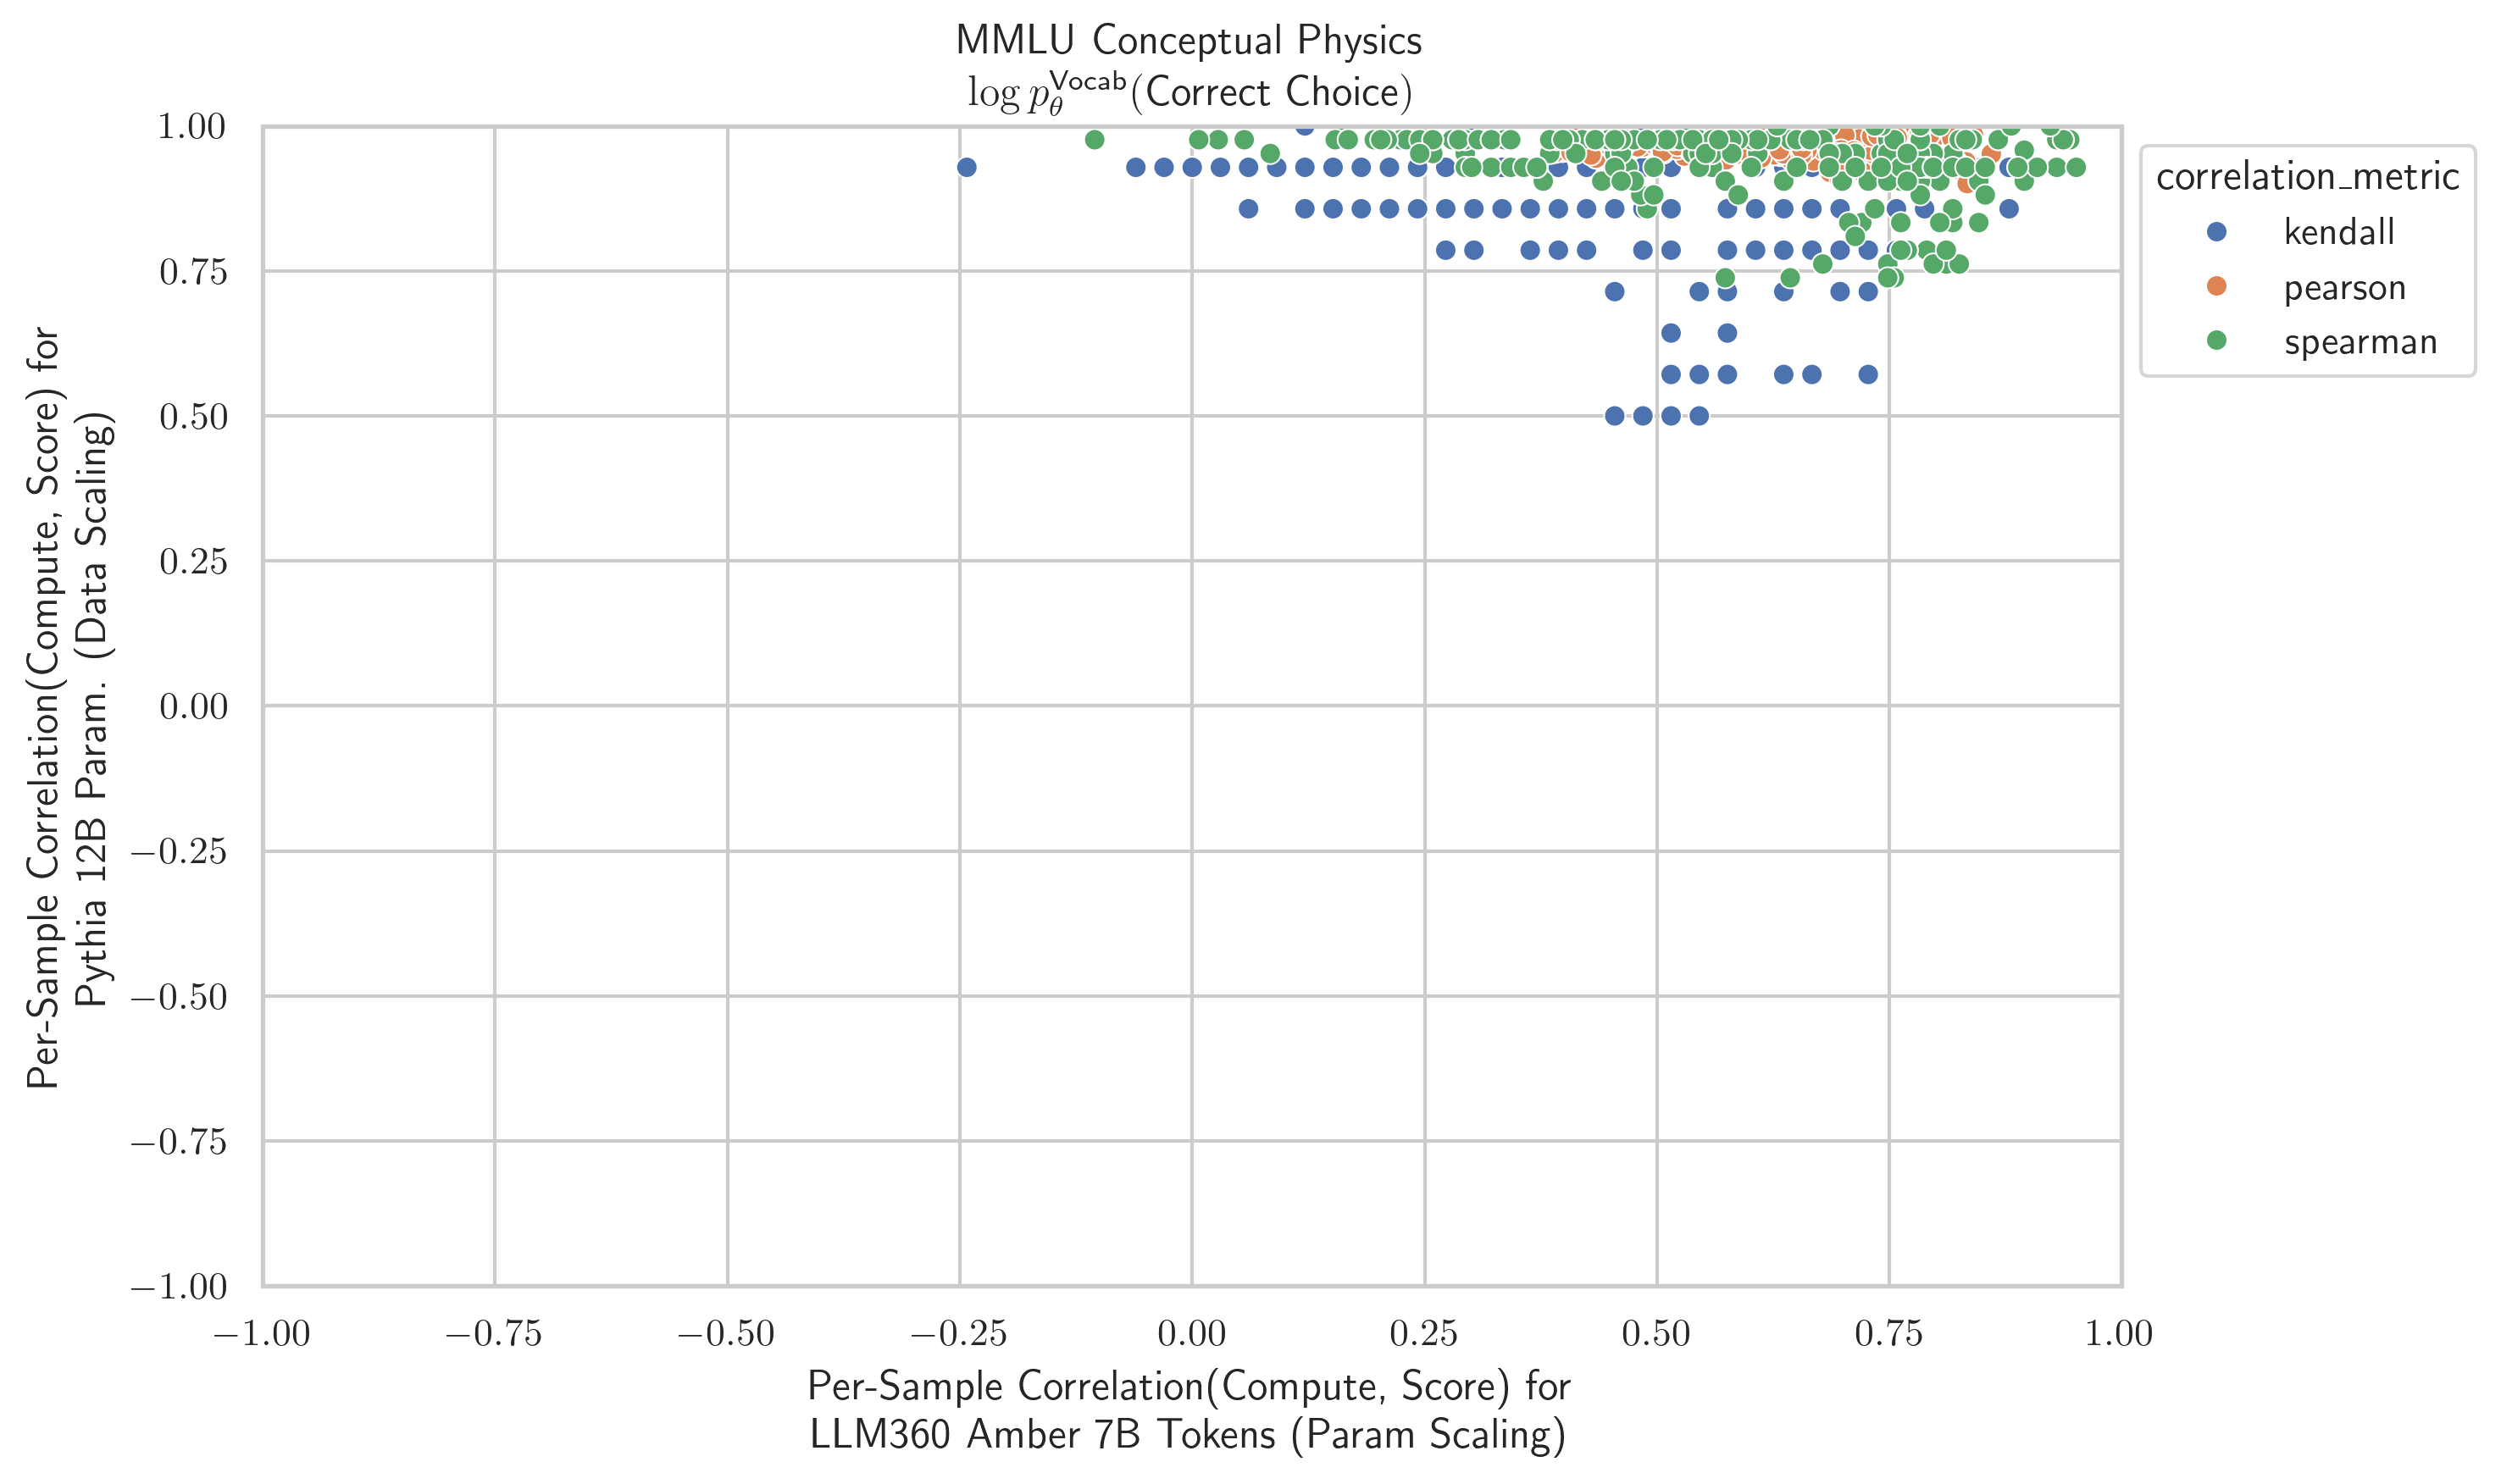 MMLU Conceptual Physics
log p_θ^Vocab(Correct Choice)
1.00
0.75
0.50
0.25
0.00
−0.25
−0.50
−0.75
−1.00
Per-Sample Correlation(Compute, Score) for
Pythia 12B Param. (Data Scaling)
correlation_metric
kendall
pearson
spearman
−1.00 −0.75 −0.50 −0.25 0.00 0.25 0.50 0.75 1.00
Per-Sample Correlation(Compute, Score) for
LLM360 Amber 7B Tokens (Param Scaling)